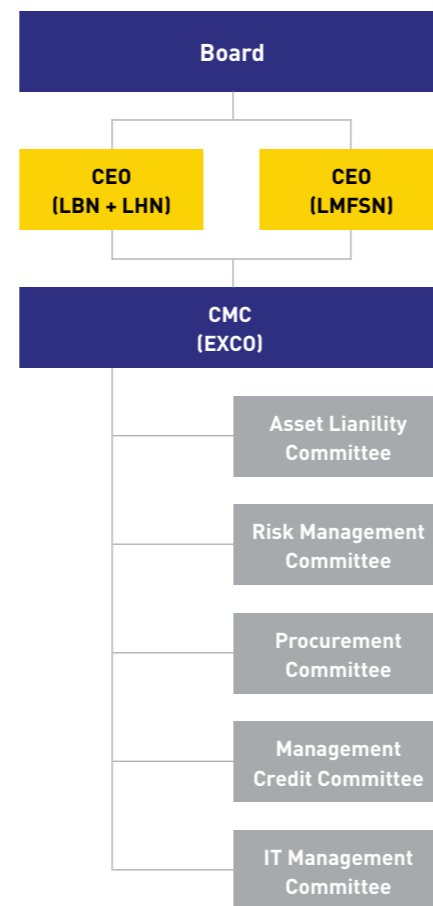 Board
CEO
(LBN + LHN)
CEO
(LMFSN)
CMC
(EXCO)
Asset Lianility
Committee
Risk Management
Committee
Procurement
Committee
Management
Credit Committee
IT Management
Committee